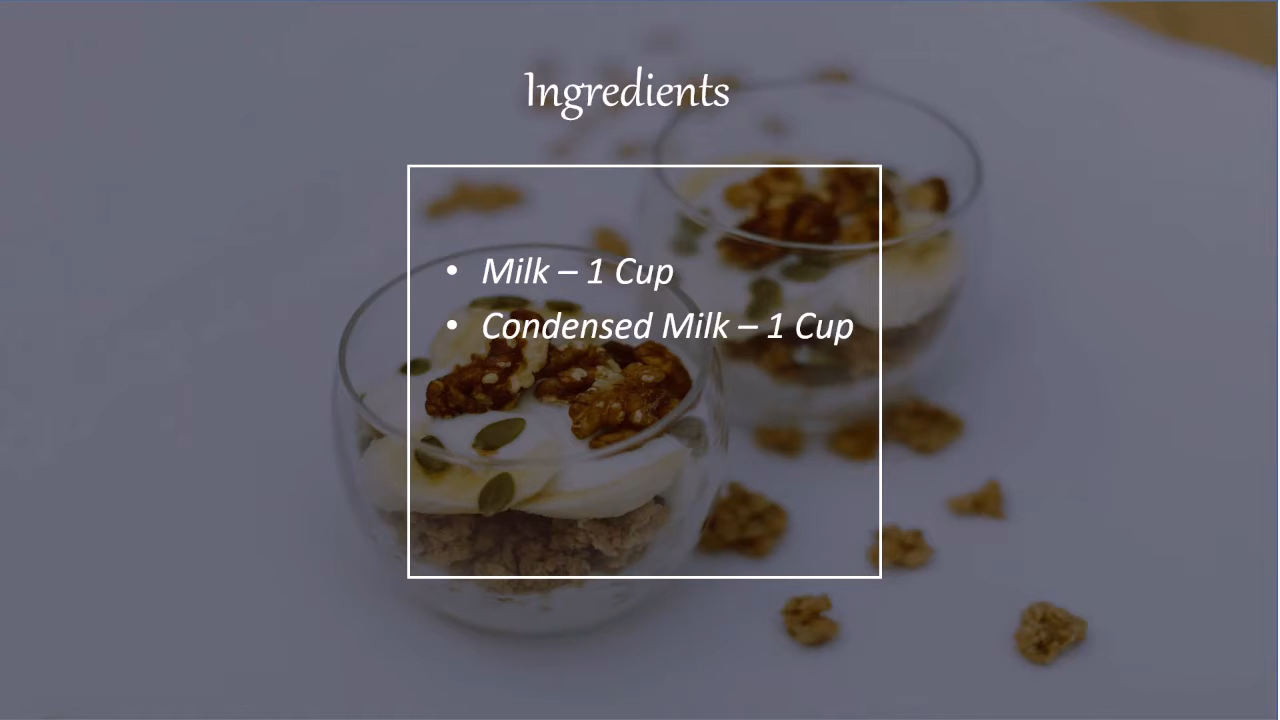 Ingredients
• Milk – 1 Cup
• Condensed Milk – 1 Cup